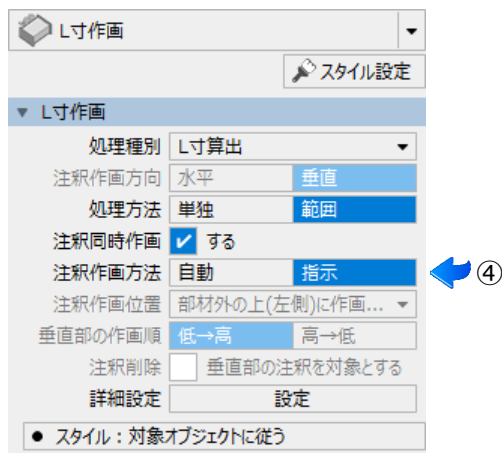 L寸作画
スタイル設定
L寸作画
処理種別 L寸算出
注釈作画方向 水平 垂直
処理方法 単独 範囲
注釈同時作画 する
注釈作画方法 自動 指示 ④
注釈作画位置 部材外の上(左側)に作画...
垂直部の作画順 低→高 高→低
注釈削除 垂直部の注釈を対象とする
詳細設定 設定
● スタイル：対象オブジェクトに従う